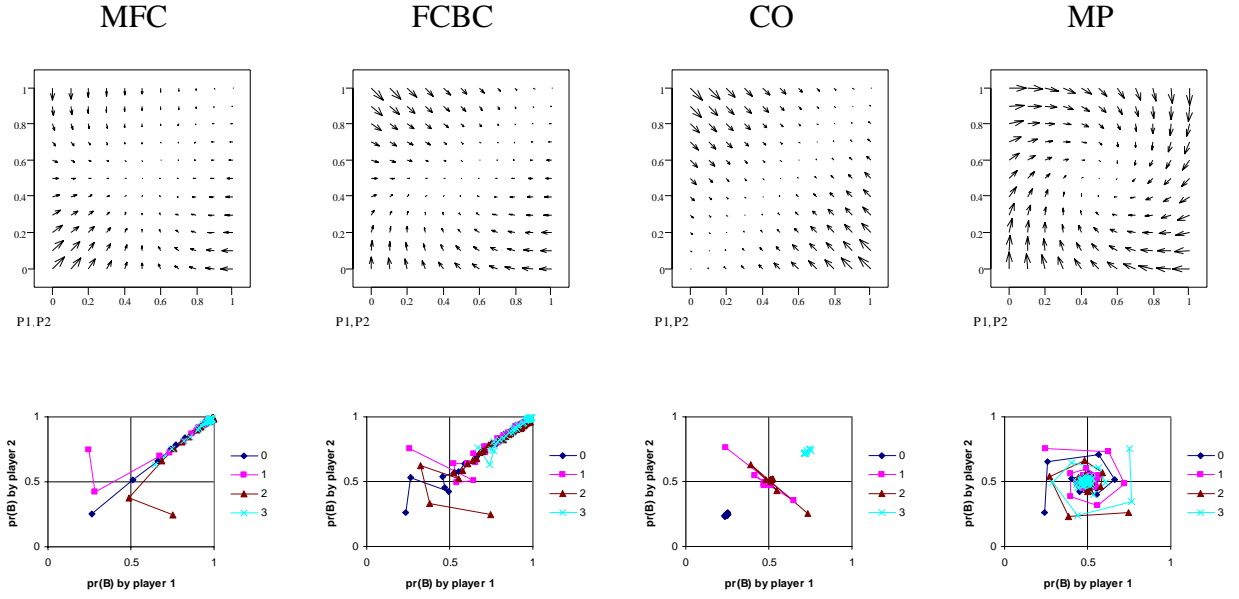 MFC FCBC CO MP
1 1 1 1
0.8 0.8 0.8 0.8
0.6 0.6 0.6 0.6
0.4 0.4 0.4 0.4
0.2 0.2 0.2 0.2
0 0 0 0
0 0.2 0.4 0.6 0.8 1 0 0.2 0.4 0.6 0.8 1 0 0.2 0.4 0.6 0.8 1 0 0.2 0.4 0.6 0.8 1
P1, P2 P1, P2 P1, P2 P1, P2
pr(B) by player 2 pr(B) by player 2 pr(B) by player 2 pr(B) by player 2
1 1 1 1
0 0 0 0
1 1 1 1
0.5 0.5 0.5 0.5
2 2 2 2
3 3 3 3
0 0 0 0
0.5 1 0 0.5 1 0 0.5 1 0 0.5 1
pr(B) by player 1 pr(B) by player 1 pr(B) by player 1 pr(B) by player 1